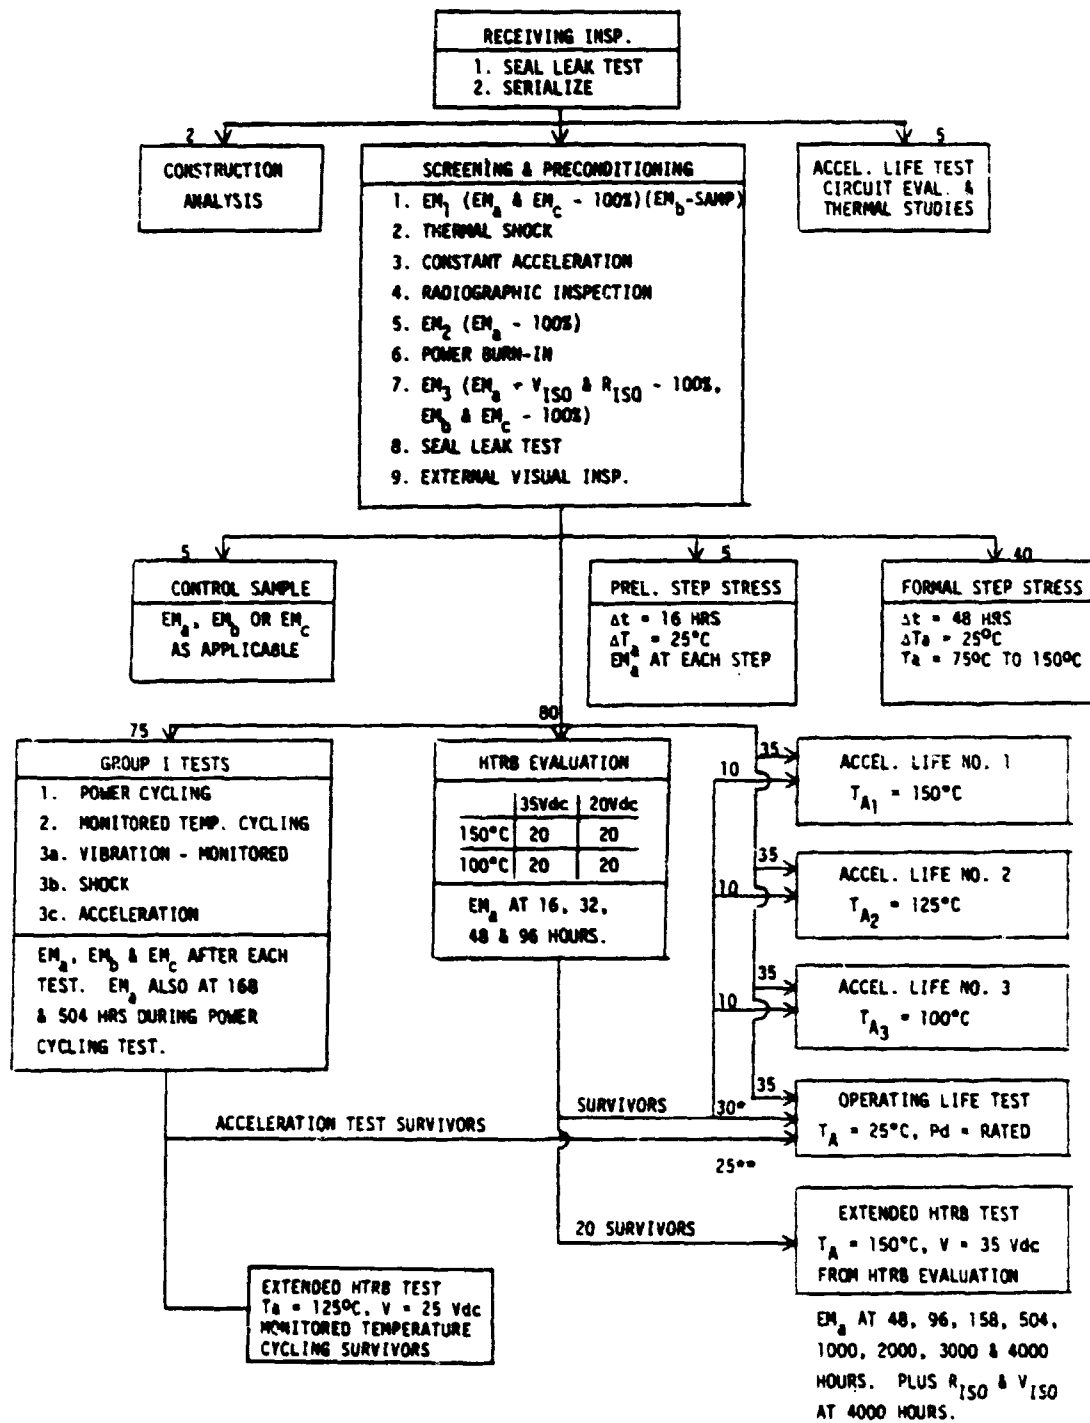 RECEIVING INSP.
1. SEAL LEAK TEST
2. SERIALIZE
2
CONSTRUCTION
ANALYSIS
SCREENING & PRECONDITIONING
1. EM1 (EMa & EMc - 100%)(EMb-SAMP)
2. THERMAL SHOCK
3. CONSTANT ACCELERATION
4. RADIOGRAPHIC INSPECTION
5. EM2 (EMa - 100%)
6. POWER BURN-IN
7. EM3 (EMa - VISO & RISO - 100%,
EMb & EMc - 100%)
8. SEAL LEAK TEST
9. EXTERNAL VISUAL INSP.
5
ACCEL. LIFE TEST
CIRCUIT EVAL. &
THERMAL STUDIES
5
CONTROL SAMPLE
EMa, EMb OR EMc
AS APPLICABLE
5
PREL. STEP STRESS
Δt = 16 HRS
ΔTa = 25°C
EMa AT EACH STEP
40
FORMAL STEP STRESS
Δt = 48 HRS
ΔTa = 25°C
Ta = 75°C TO 150°C
75
GROUP I TESTS
1. POWER CYCLING
2. MONITORED TEMP. CYCLING
3a. VIBRATION - MONITORED
3b. SHOCK
3c. ACCELERATION
EMa, EMb & EMc AFTER EACH
TEST. EMa ALSO AT 168
& 504 HRS DURING POWER
CYCLING TEST.
80
HTRB EVALUATION
35Vdc 20Vdc
150°C 20 20
100°C 20 20
EMa AT 16, 32,
48 & 96 HOURS.
35
10
ACCEL. LIFE NO. 1
TA1 = 150°C
35
10
ACCEL. LIFE NO. 2
TA2 = 125°C
35
10
ACCEL. LIFE NO. 3
TA3 = 100°C
35
OPERATING LIFE TEST
TA = 25°C, Pd = RATED
SURVIVORS
30*
ACCELERATION TEST SURVIVORS
25**
20 SURVIVORS
EXTENDED HTRB TEST
TA = 150°C, V = 35 Vdc
FROM HTRB EVALUATION
EXTENDED HTRB TEST
Ta = 125°C, V = 25 Vdc
MONITORED TEMPERATURE
CYCLING SURVIVORS
EMa AT 48, 96, 158, 504,
1000, 2000, 3000 & 4000
HOURS. PLUS RISO & VISO
AT 4000 HOURS.